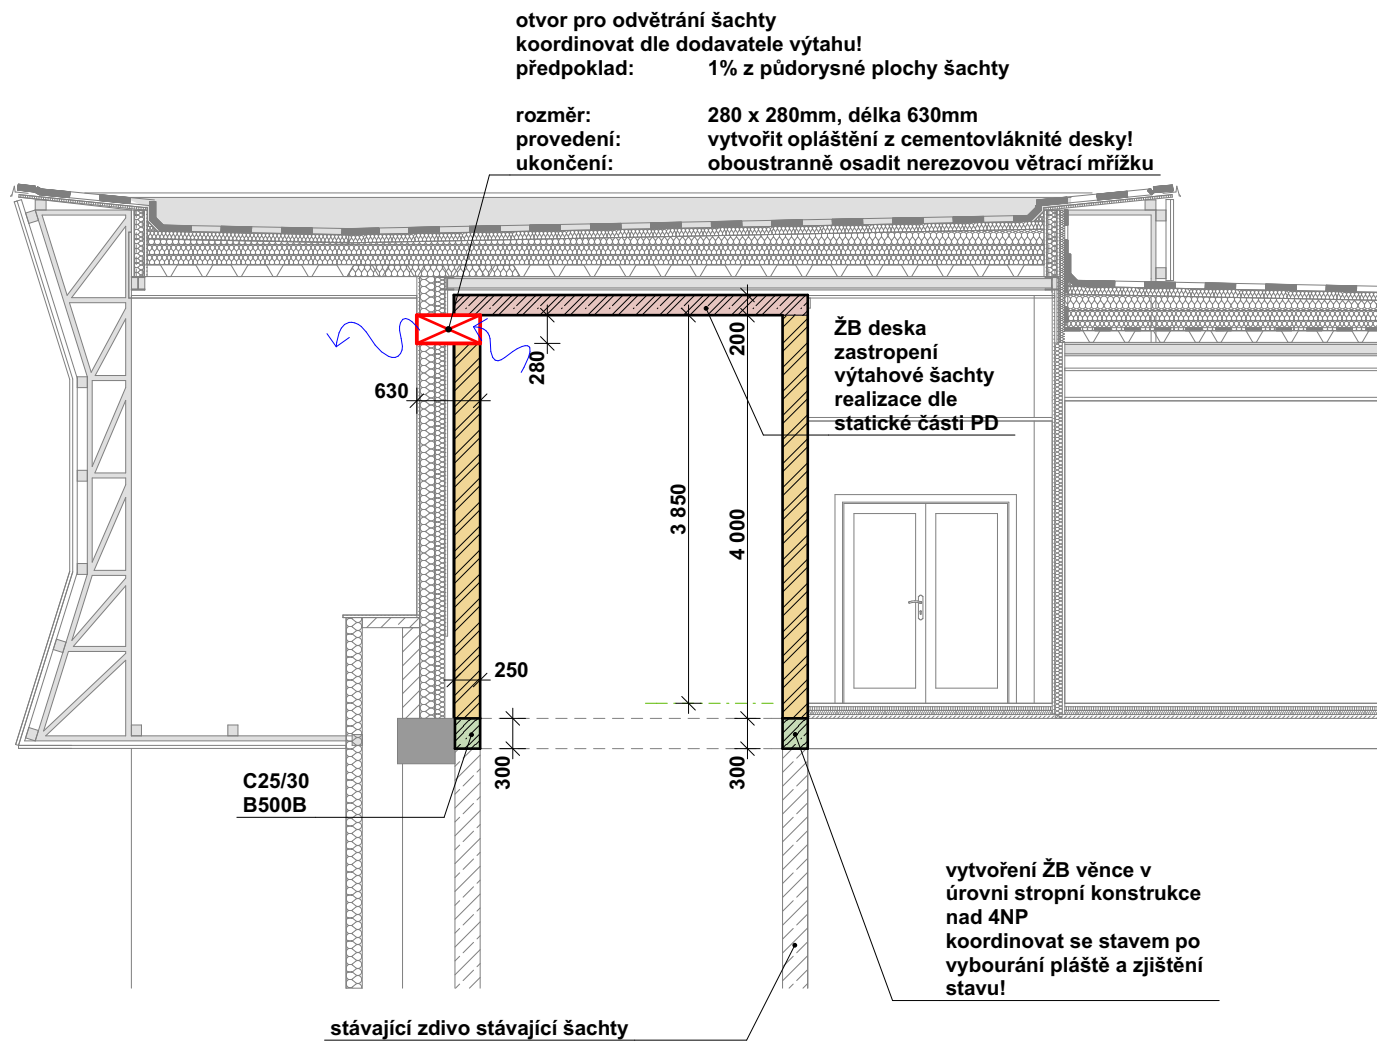 otvor pro odvětrání šachty
koordinovat dle dodavatele výtahu!
předpoklad: 1% z půdorysné plochy šachty
rozměr: 280 x 280mm, délka 630mm
provedení: vytvořit opláštění z cementovláknité desky!
ukončení: oboustranně osadit nerezovou větrací mřížku
ŽB deska
zastropení
výtahové šachty
realizace dle
statické části PD
200
280
630
3 850
4 000
250
300
300
C25/30
B500B
vytvoření ŽB věnce v
úrovni stropní konstrukce
nad 4NP
koordinovat se stavem po
vybourání pláště a zjištění
stavu!
stávající zdivo stávající šachty